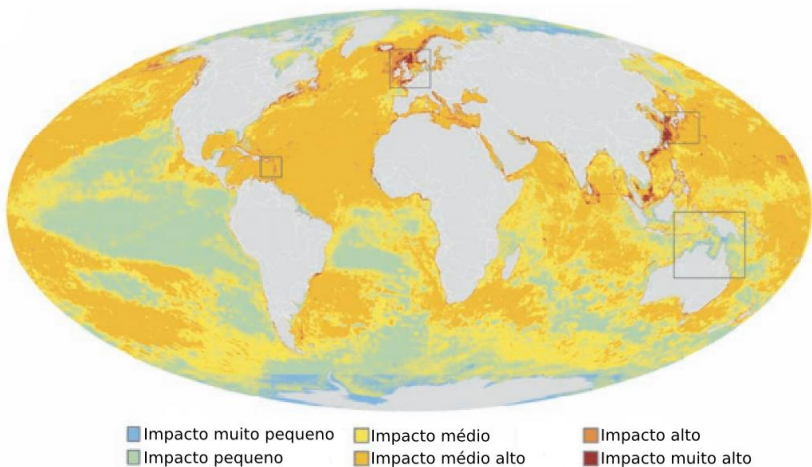 Impacto muito pequeno
Impacto médio
Impacto alto
Impacto pequeno
Impacto médio alto
Impacto muito alto